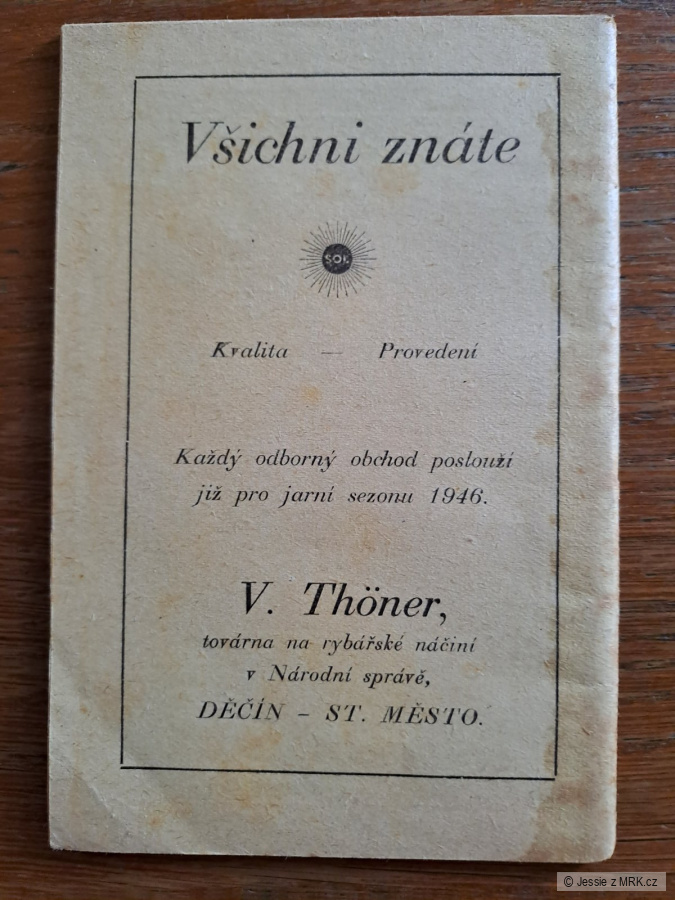 Všichni znáte
SOL
Kvalita — Provedení
Každý odborný obchod poslouží
již pro jarní sezonu 1946.
V. Thöner,
továrna na rybářské náčiní
v Národní správě,
DĚČÍN - ST. MĚSTO.
© Jessie z MRK.cz